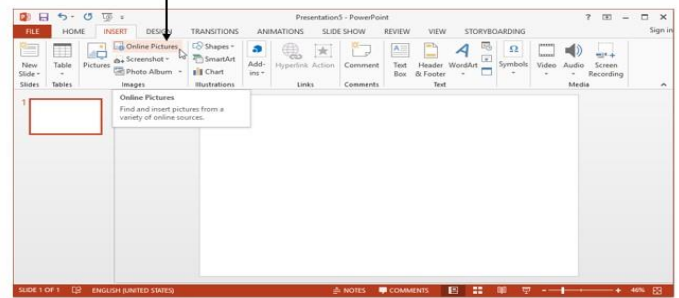 Presentation5 - PowerPoint
FILE HOME INSERT DESIGN TRANSITIONS ANIMATIONS SLIDE SHOW REVIEW VIEW STORYBOARDING Sign in
New Slide
Table
Pictures
Online Pictures
Screenshot
Photo Album
Shapes
SmartArt
Chart
Add-ins
Hyperlink
Action
Comment
Text Box
Header & Footer
WordArt
Symbols
Video
Audio
Screen Recording
Slides Tables Images Illustrations Links Comments Text Media
Online Pictures
Find and insert pictures from a
variety of online sources.
1
SLIDE 1 OF 1 ENGLISH (UNITED STATES) NOTES COMMENTS 46%